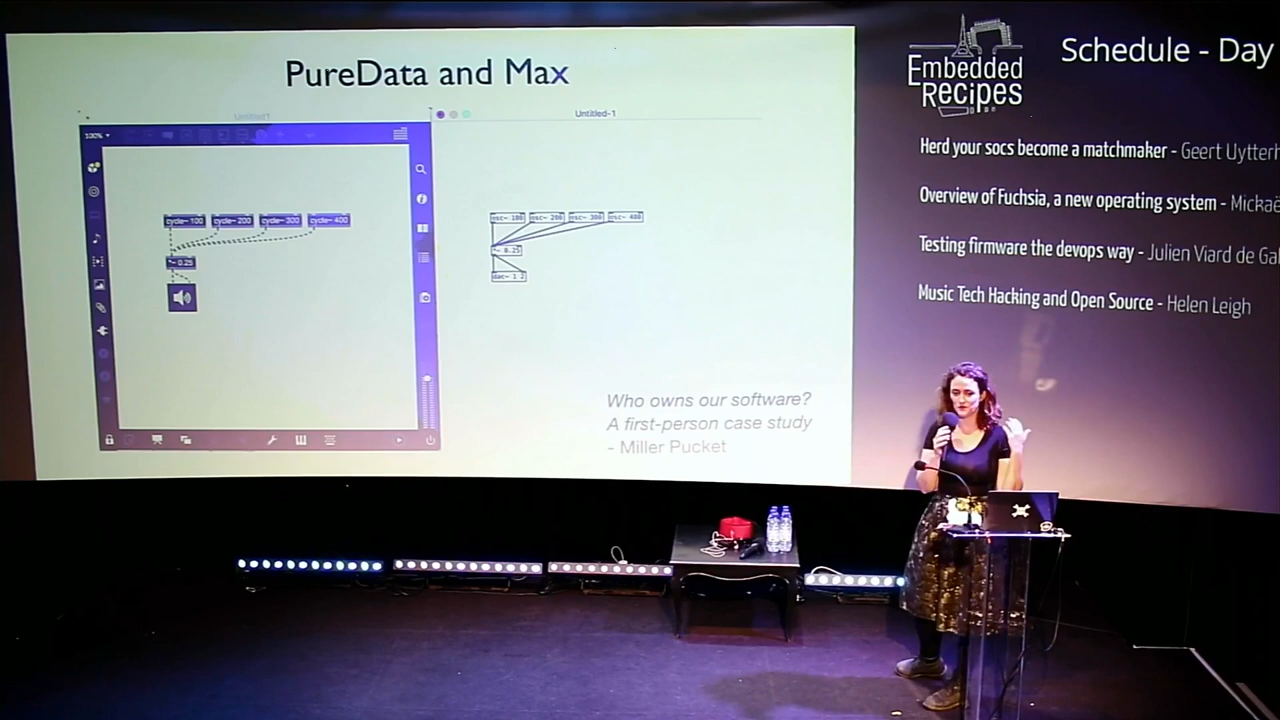 PureData and Max
Untitled1
100%
cycle~ 100 cycle~ 200 cycle~ 300 cycle~ 400
*~ 0.25
Untitled-1
osc~ 100 osc~ 200 osc~ 300 osc~ 400
*~ 0.25
dac~ 1 2
Who owns our software?
A first-person case study
- Miller Pucket
Embedded
Recipes
Schedule - Day
Herd your socs become a matchmaker - Geert Uytterh
Overview of Fuchsia, a new operating system - Mickaë
Testing firmware the devops way - Julien Viard de Gal
Music Tech Hacking and Open Source - Helen Leigh